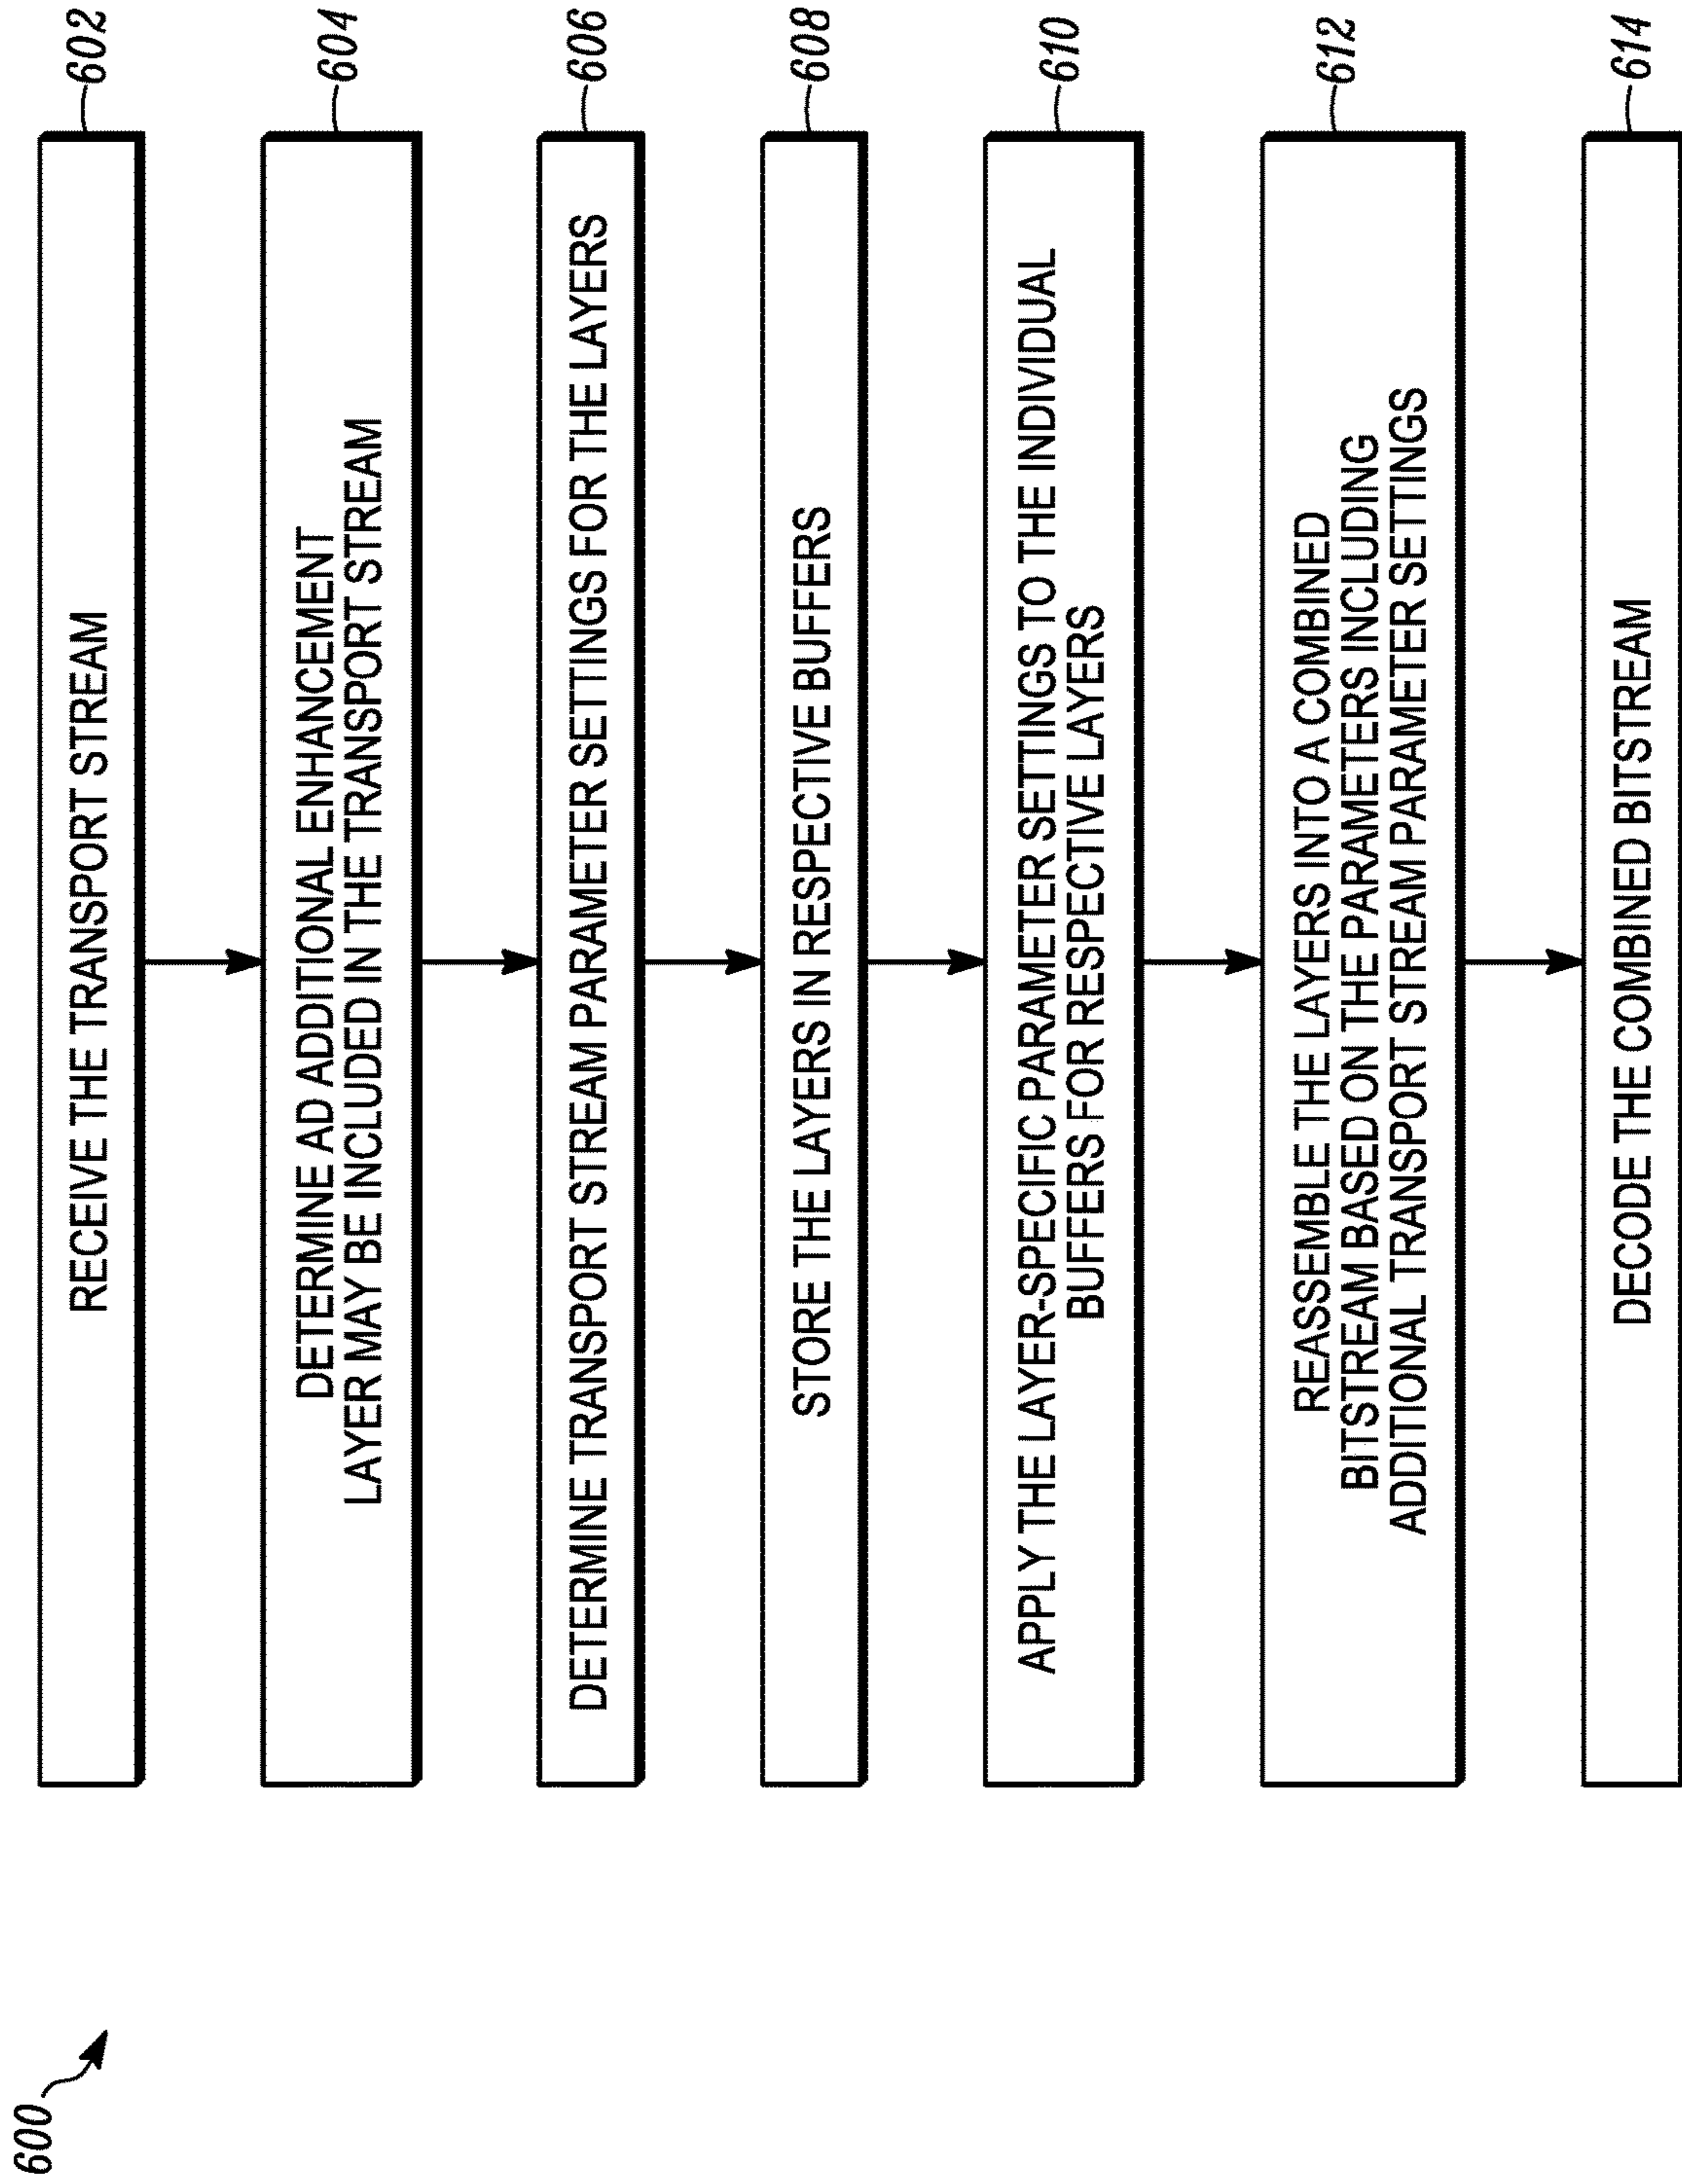 600
RECEIVE THE TRANSPORT STREAM
602
DETERMINE AD ADDITIONAL ENHANCEMENT
LAYER MAY BE INCLUDED IN THE TRANSPORT STREAM
604
DETERMINE TRANSPORT STREAM PARAMETER SETTINGS FOR THE LAYERS
606
STORE THE LAYERS IN RESPECTIVE BUFFERS
608
APPLY THE LAYER-SPECIFIC PARAMETER SETTINGS TO THE INDIVIDUAL
BUFFERS FOR RESPECTIVE LAYERS
610
REASSEMBLE THE LAYERS INTO A COMBINED
BITSTREAM BASED ON THE PARAMETERS INCLUDING
ADDITIONAL TRANSPORT STREAM PARAMETER SETTINGS
612
DECODE THE COMBINED BITSTREAM
614